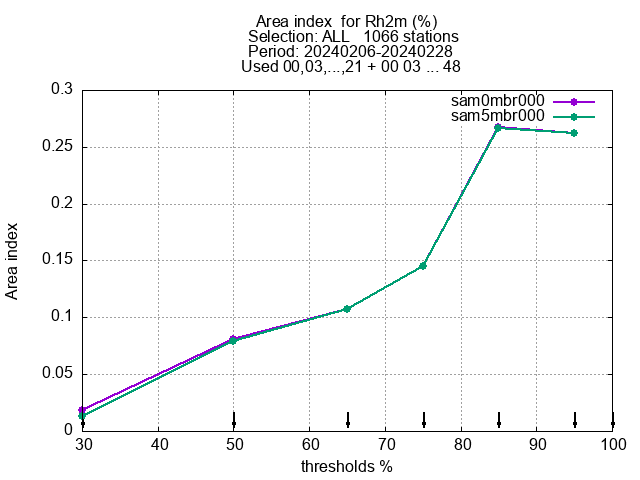 Area index  for Rh2m (%)
Selection: ALL   1066 stations
Period: 20240206-20240228
Used 00,03,...,21 + 00 03 ... 48
sam0mbr000
sam5mbr000
0.3
0.25
0.2
0.15
0.1
0.05
0
Area index
30 40 50 60 70 80 90 100
thresholds %